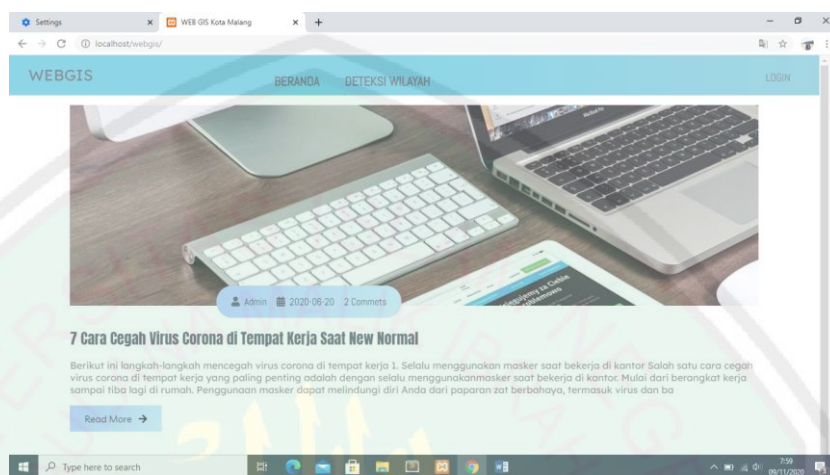 Settings
WEB GIS Kota Malang
localhost/webgis/
WEBGIS
BERANDA DETEKSI WILAYAH
LOGIN
Admin 2020-06-20 2 Commets
7 Cara Cegah Virus Corona di Tempat Kerja Saat New Normal
Berikut ini langkah-langkah mencegah virus corona di tempat kerja 1. Selalu menggunakan masker saat bekerja di kantor Salah satu cara cegah
virus corona di tempat kerja yang paling penting adalah dengan selalu menggunakanmasker saat bekerja di kantor. Mulai dari berangkat kerja
sampai tiba lagi di rumah. Penggunaan masker dapat melindungi diri Anda dari paparan zat berbahaya, termasuk virus dan ba
Read More
Type here to search
7:59
09/11/2020